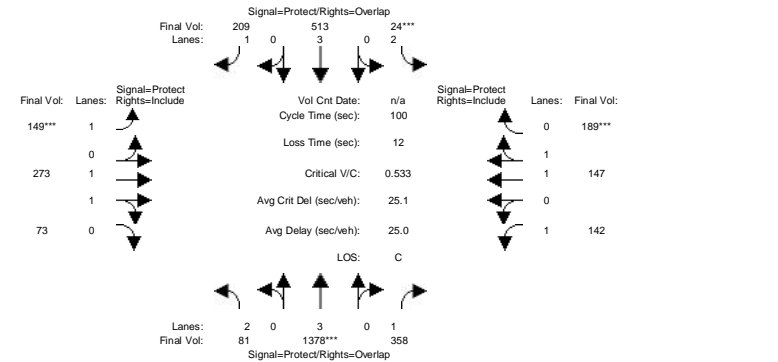 Signal=Protect/Rights=Overlap
Final Vol: 209 513 24***
Lanes: 1 0 3 0 2
Signal=Protect Signal=Protect
Final Vol: Lanes: Rights=Include Vol Cnt Date: n/a Rights=Include Lanes: Final Vol:
Cycle Time (sec): 100
149*** 1 0 189***
Loss Time (sec): 12
0 1
273 1 Critical V/C: 0.533 1 147
1 Avg Crit Del (sec/veh): 25.1 0
73 0 Avg Delay (sec/veh): 25.0 1 142
LOS: C
Lanes: 2 0 3 0 1
Final Vol: 81 1378*** 358
Signal=Protect/Rights=Overlap